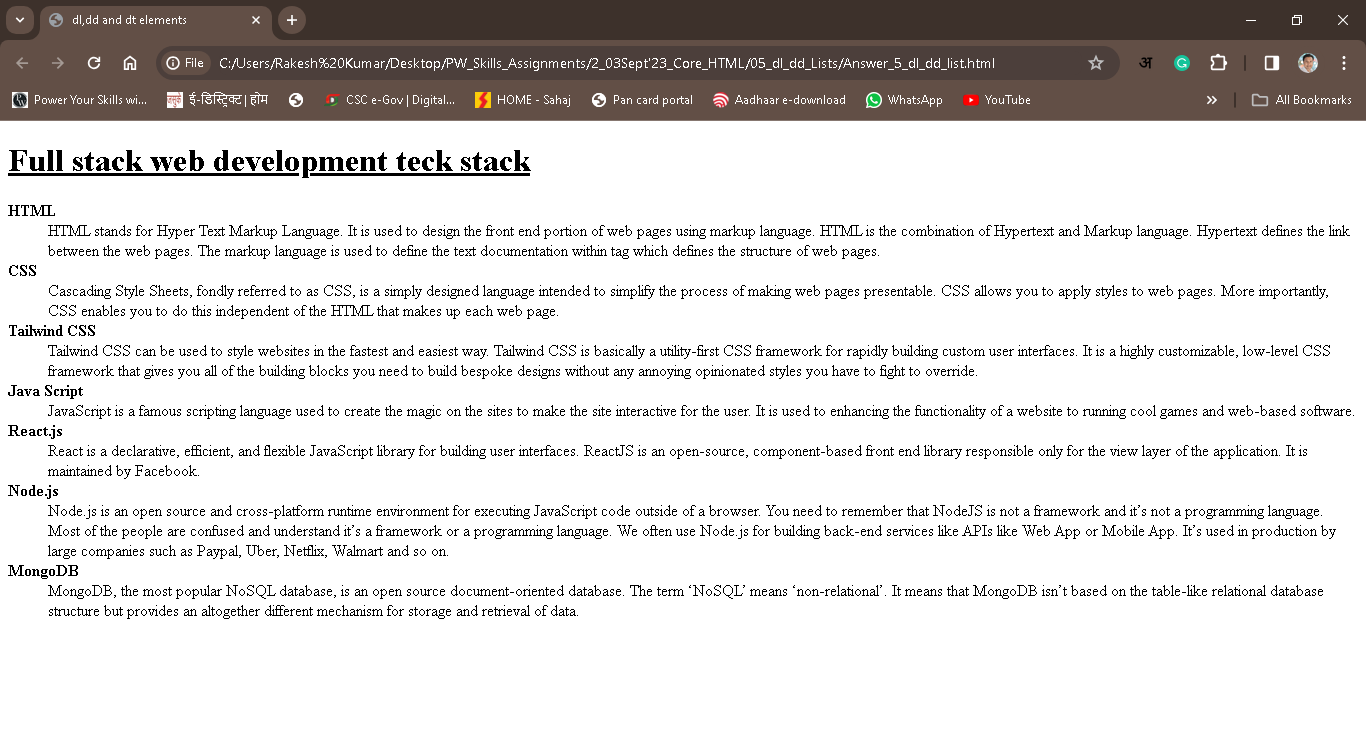 dl,dd and dt elements
File
C:/Users/Rakesh%20Kumar/Desktop/PW_Skills_Assignments/2_03Sept'23_Core_HTML/05_dl_dd_Lists/Answer_5_dl_dd_list.html
अ
G
Power Your Skills wi...
ई-डिस्ट्रिक्ट | होम
CSC e-Gov | Digital...
HOME - Sahaj
Pan card portal
Aadhaar e-download
WhatsApp
YouTube
All Bookmarks
Full stack web development teck stack
HTML
HTML stands for Hyper Text Markup Language. It is used to design the front end portion of web pages using markup language. HTML is the combination of Hypertext and Markup language. Hypertext defines the link
between the web pages. The markup language is used to define the text documentation within tag which defines the structure of web pages.
CSS
Cascading Style Sheets, fondly referred to as CSS, is a simply designed language intended to simplify the process of making web pages presentable. CSS allows you to apply styles to web pages. More importantly,
CSS enables you to do this independent of the HTML that makes up each web page.
Tailwind CSS
Tailwind CSS can be used to style websites in the fastest and easiest way. Tailwind CSS is basically a utility-first CSS framework for rapidly building custom user interfaces. It is a highly customizable, low-level CSS
framework that gives you all of the building blocks you need to build bespoke designs without any annoying opinionated styles you have to fight to override.
Java Script
JavaScript is a famous scripting language used to create the magic on the sites to make the site interactive for the user. It is used to enhancing the functionality of a website to running cool games and web-based software.
React.js
React is a declarative, efficient, and flexible JavaScript library for building user interfaces. ReactJS is an open-source, component-based front end library responsible only for the view layer of the application. It is
maintained by Facebook.
Node.js
Node.js is an open source and cross-platform runtime environment for executing JavaScript code outside of a browser. You need to remember that NodeJS is not a framework and it’s not a programming language.
Most of the people are confused and understand it’s a framework or a programming language. We often use Node.js for building back-end services like APIs like Web App or Mobile App. It’s used in production by
large companies such as Paypal, Uber, Netflix, Walmart and so on.
MongoDB
MongoDB, the most popular NoSQL database, is an open source document-oriented database. The term ‘NoSQL’ means ‘non-relational’. It means that MongoDB isn’t based on the table-like relational database
structure but provides an altogether different mechanism for storage and retrieval of data.